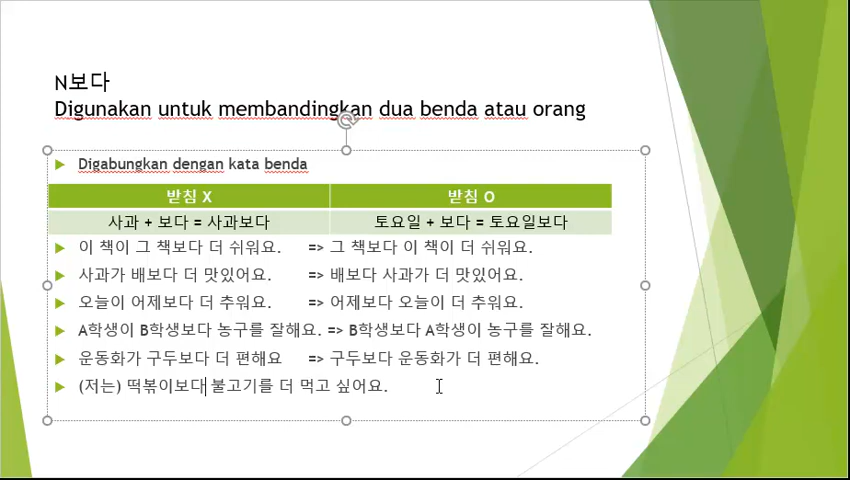 N보다
Digunakan untuk membandingkan dua benda atau orang
Digabungkan dengan kata benda
받침 X 받침 O
사과 + 보다 = 사과보다 토요일 + 보다 = 토요일보다
이 책이 그 책보다 더 쉬워요. => 그 책보다 이 책이 더 쉬워요.
사과가 배보다 더 맛있어요. => 배보다 사과가 더 맛있어요.
오늘이 어제보다 더 추워요. => 어제보다 오늘이 더 추워요.
A학생이 B학생보다 농구를 잘해요. => B학생보다 A학생이 농구를 잘해요.
운동화가 구두보다 더 편해요 => 구두보다 운동화가 더 편해요.
(저는) 떡볶이보다 불고기를 더 먹고 싶어요.